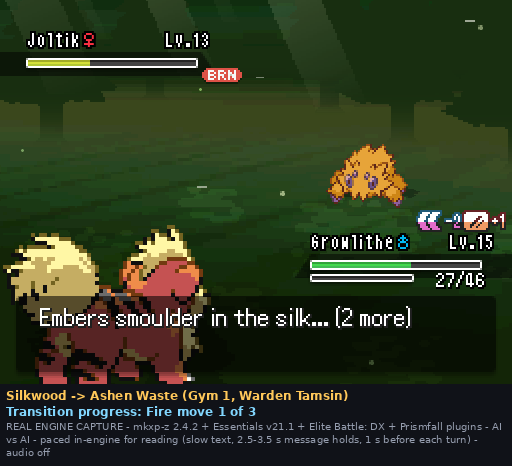 Joltik♀ Lv.13
BRN
-2 +1
Growlithe♂ Lv.15
27/46
Embers smoulder in the silk... (2 more)
Silkwood -> Ashen Waste (Gym 1, Warden Tamsin)
Transition progress: Fire move 1 of 3
REAL ENGINE CAPTURE - mkxp-z 2.4.2 + Essentials v21.1 + Elite Battle: DX + Prismfall plugins - AI
vs AI - paced in-engine for reading (slow text, 2.5-3.5 s message holds, 1 s before each turn) -
audio off